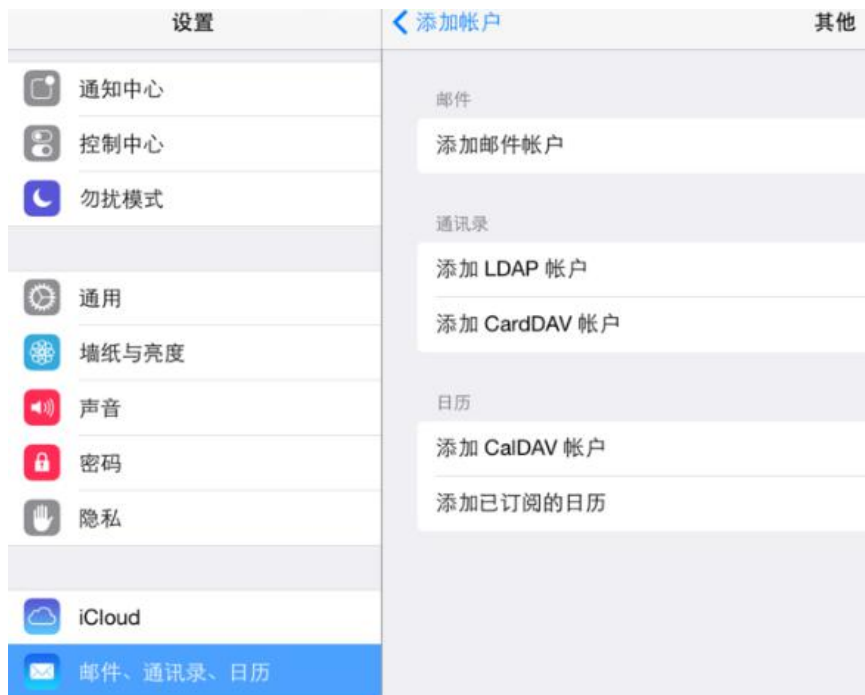 设置
通知中心
控制中心
勿扰模式
通用
墙纸与亮度
声音
密码
隐私
iCloud
邮件、通讯录、日历
添加帐户
其他
邮件
添加邮件帐户
通讯录
添加 LDAP 帐户
添加 CardDAV 帐户
日历
添加 CalDAV 帐户
添加已订阅的日历